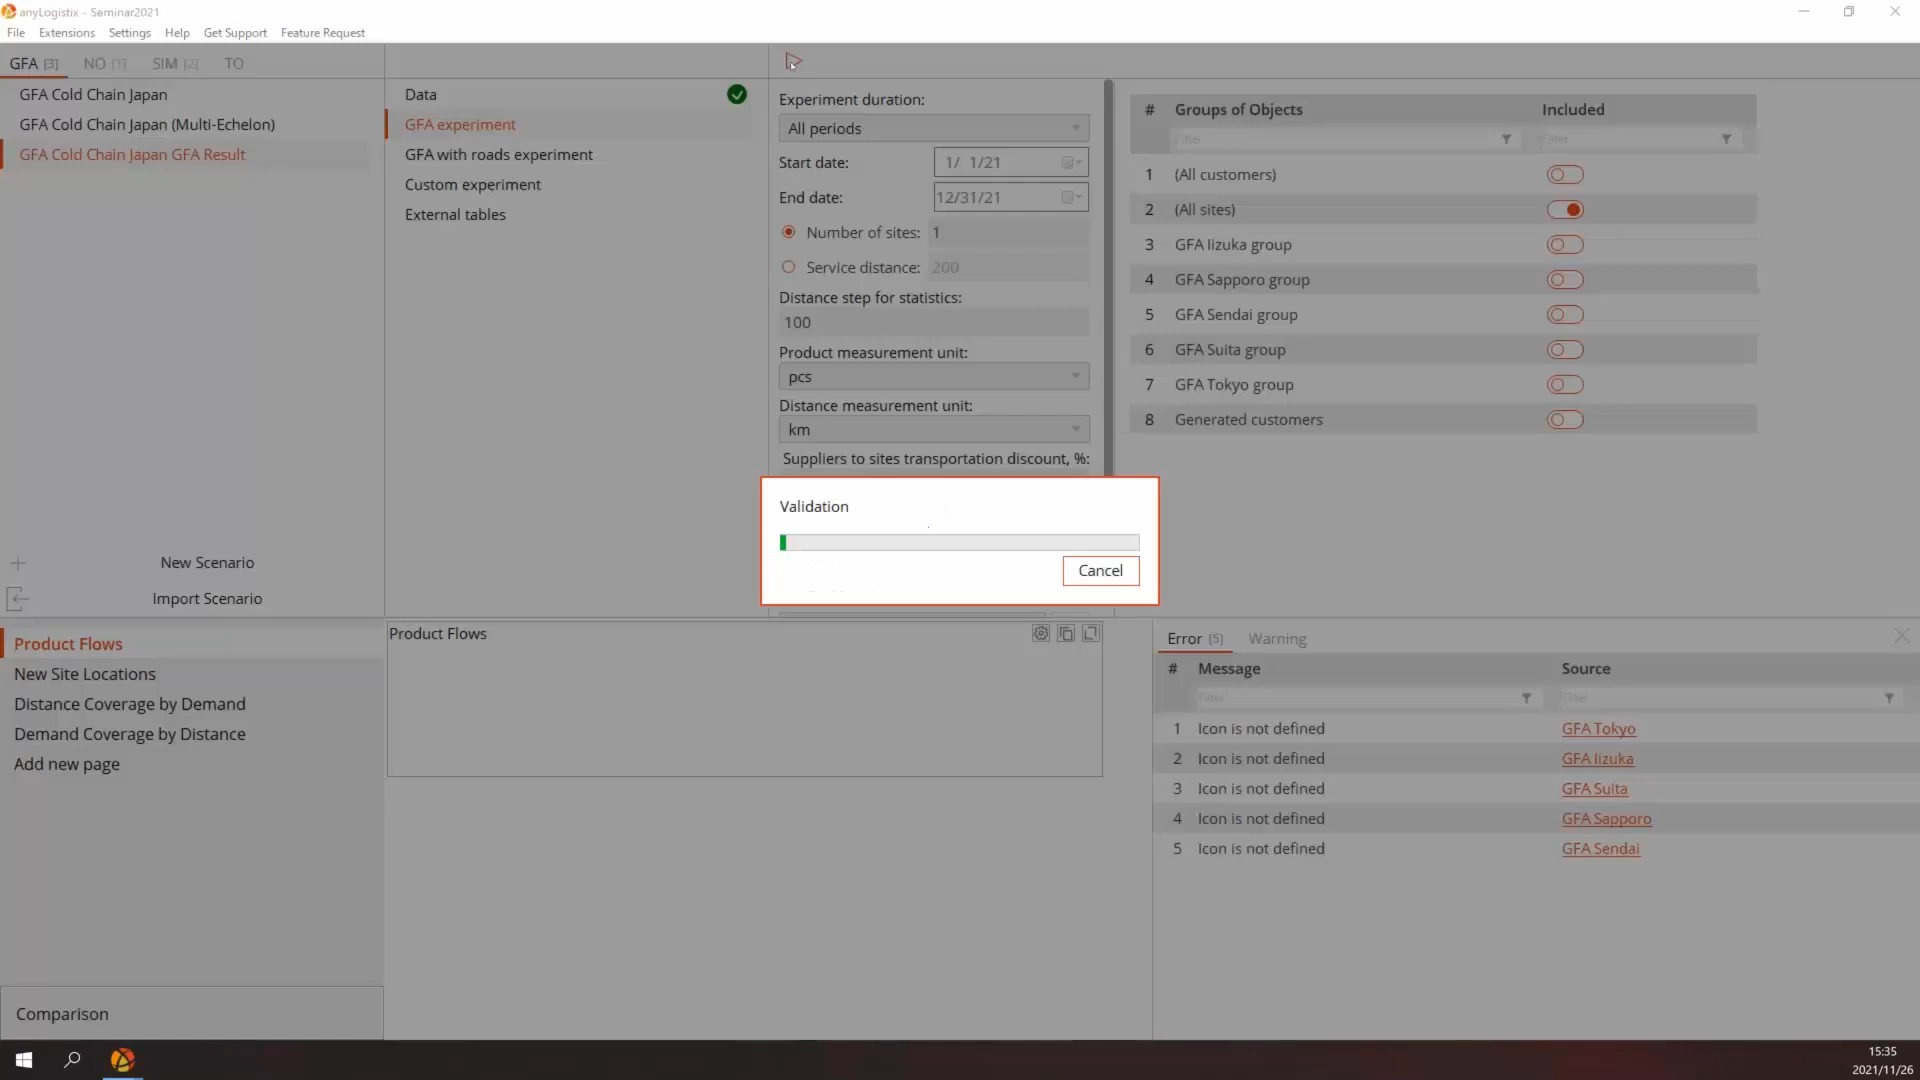 anyLogistix - Seminar2021
File Extensions Settings Help Get Support Feature Request
GFA [3] NO [1] SIM [2] TO
GFA Cold Chain Japan
GFA Cold Chain Japan (Multi-Echelon)
GFA Cold Chain Japan GFA Result
New Scenario
Import Scenario
Data
GFA experiment
GFA with roads experiment
Custom experiment
External tables
Experiment duration:
All periods
Start date: 1/ 1/21
End date: 12/31/21
Number of sites: 1
Service distance: 200
Distance step for statistics:
100
Product measurement unit:
pcs
Distance measurement unit:
km
Suppliers to sites transportation discount, %:
# Groups of Objects Included
Filter Filter
1 (All customers)
2 (All sites)
3 GFA Iizuka group
4 GFA Sapporo group
5 GFA Sendai group
6 GFA Suita group
7 GFA Tokyo group
8 Generated customers
Validation
Cancel
Product Flows
New Site Locations
Distance Coverage by Demand
Demand Coverage by Distance
Add new page
Comparison
Product Flows
Error [5] Warning
# Message Source
Filter Filter
1 Icon is not defined GFA Tokyo
2 Icon is not defined GFA Iizuka
3 Icon is not defined GFA Suita
4 Icon is not defined GFA Sapporo
5 Icon is not defined GFA Sendai
15:35
2021/11/26